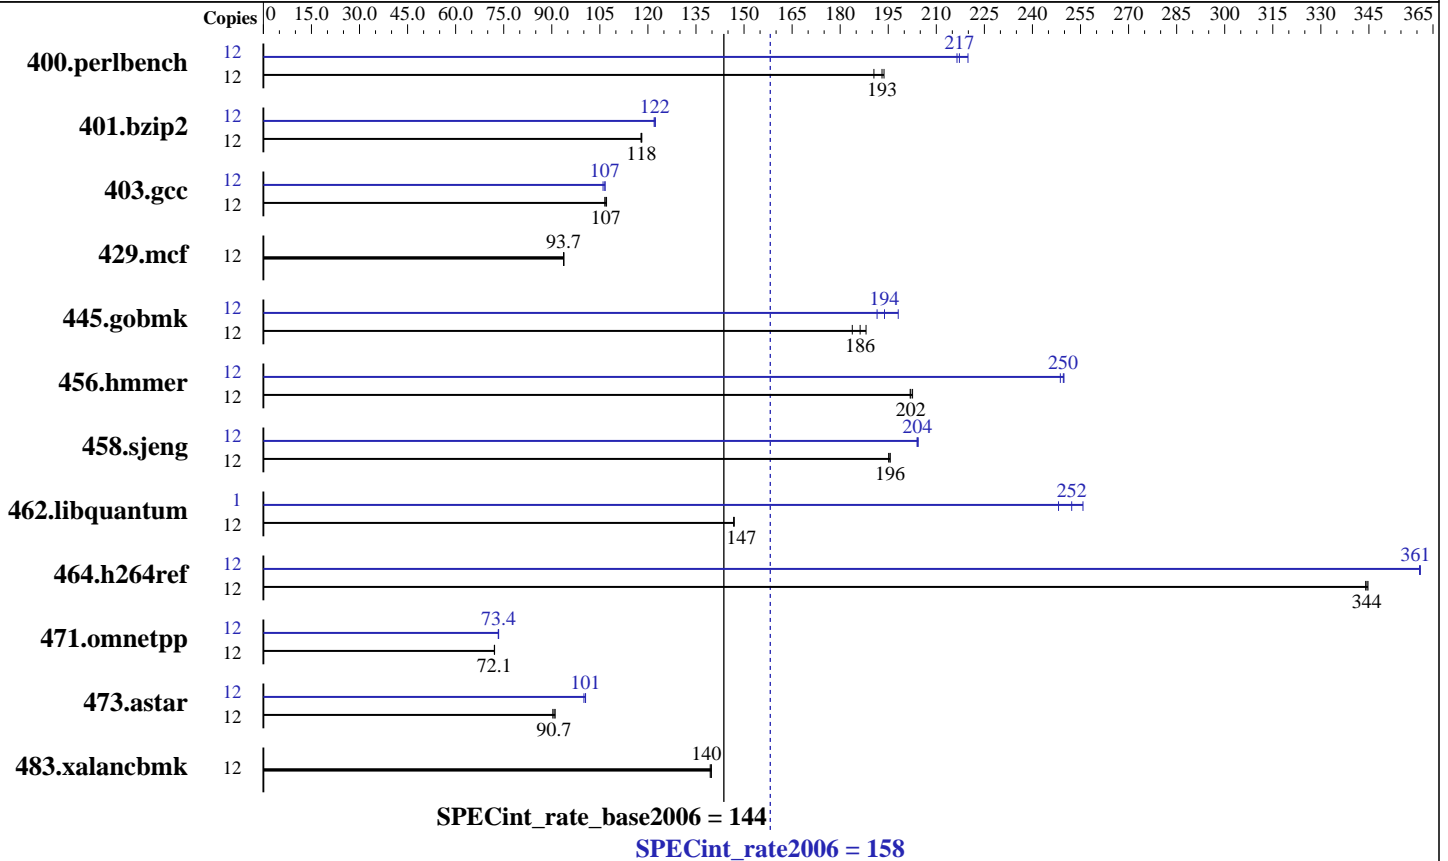 Copies 0 15.0 30.0 45.0 60.0 75.0 90.0 105 120 135 150 165 180 195 210 225 240 255 270 285 300 315 330 345 365
12 217
400.perlbench
12 193
12 122
401.bzip2
12 118
12 107
403.gcc
12 107
93.7
429.mcf 12
12 194
445.gobmk
12 186
12 250
456.hmmer
12 202
12 204
458.sjeng
12 196
1 252
462.libquantum
12 147
12 361
464.h264ref
12 344
12 73.4
471.omnetpp
12 72.1
12 101
473.astar
12 90.7
140
483.xalancbmk 12
SPECint_rate_base2006 = 144
SPECint_rate2006 = 158